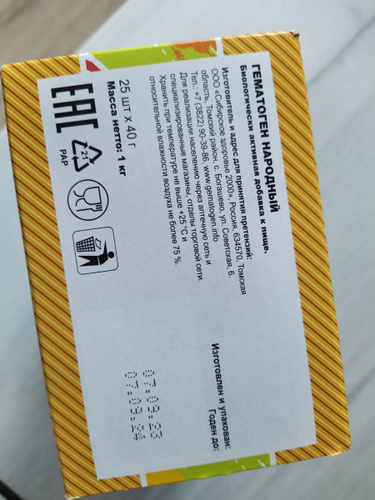 ГЕМАТОГЕН НАРОДНЫЙ
Биологически активная добавка к пище.
Изготовитель и адрес для принятия претензий:
ООО «Сибирское здоровье 2000», Россия, 634570, Томская
область, Томский район, с. Богашево, ул. Советская, 6.
Тел.: +7 (3822) 90-39-86, www.gematogen.info
Для реализации населению через аптечную сеть и
специализированные магазины, отделы торговой сети.
Хранить при температуре не выше +25 °С и
относительной влажности воздуха не более 75 %.
25 шт х 40 г
Масса нетто: 1 кг
EAC
PAP
Изготовлен и упакован:
Годен до:
07.09.23
07.09.24